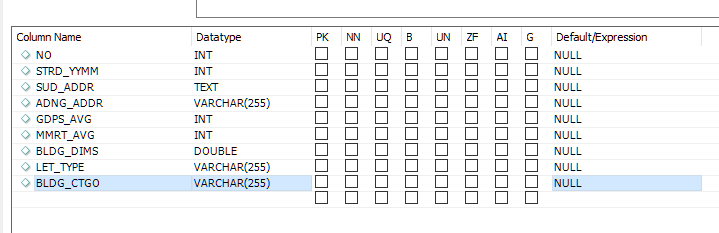 Column Name Datatype PK NN UQ B UN ZF AI G Default/Expression
NO INT NULL
STRD_YYMM INT NULL
SUD_ADDR TEXT NULL
ADNG_ADDR VARCHAR(255) NULL
GDPS_AVG INT NULL
MMRT_AVG INT NULL
BLDG_DIMS DOUBLE NULL
LET_TYPE VARCHAR(255) NULL
BLDG_CTGO VARCHAR(255) NULL